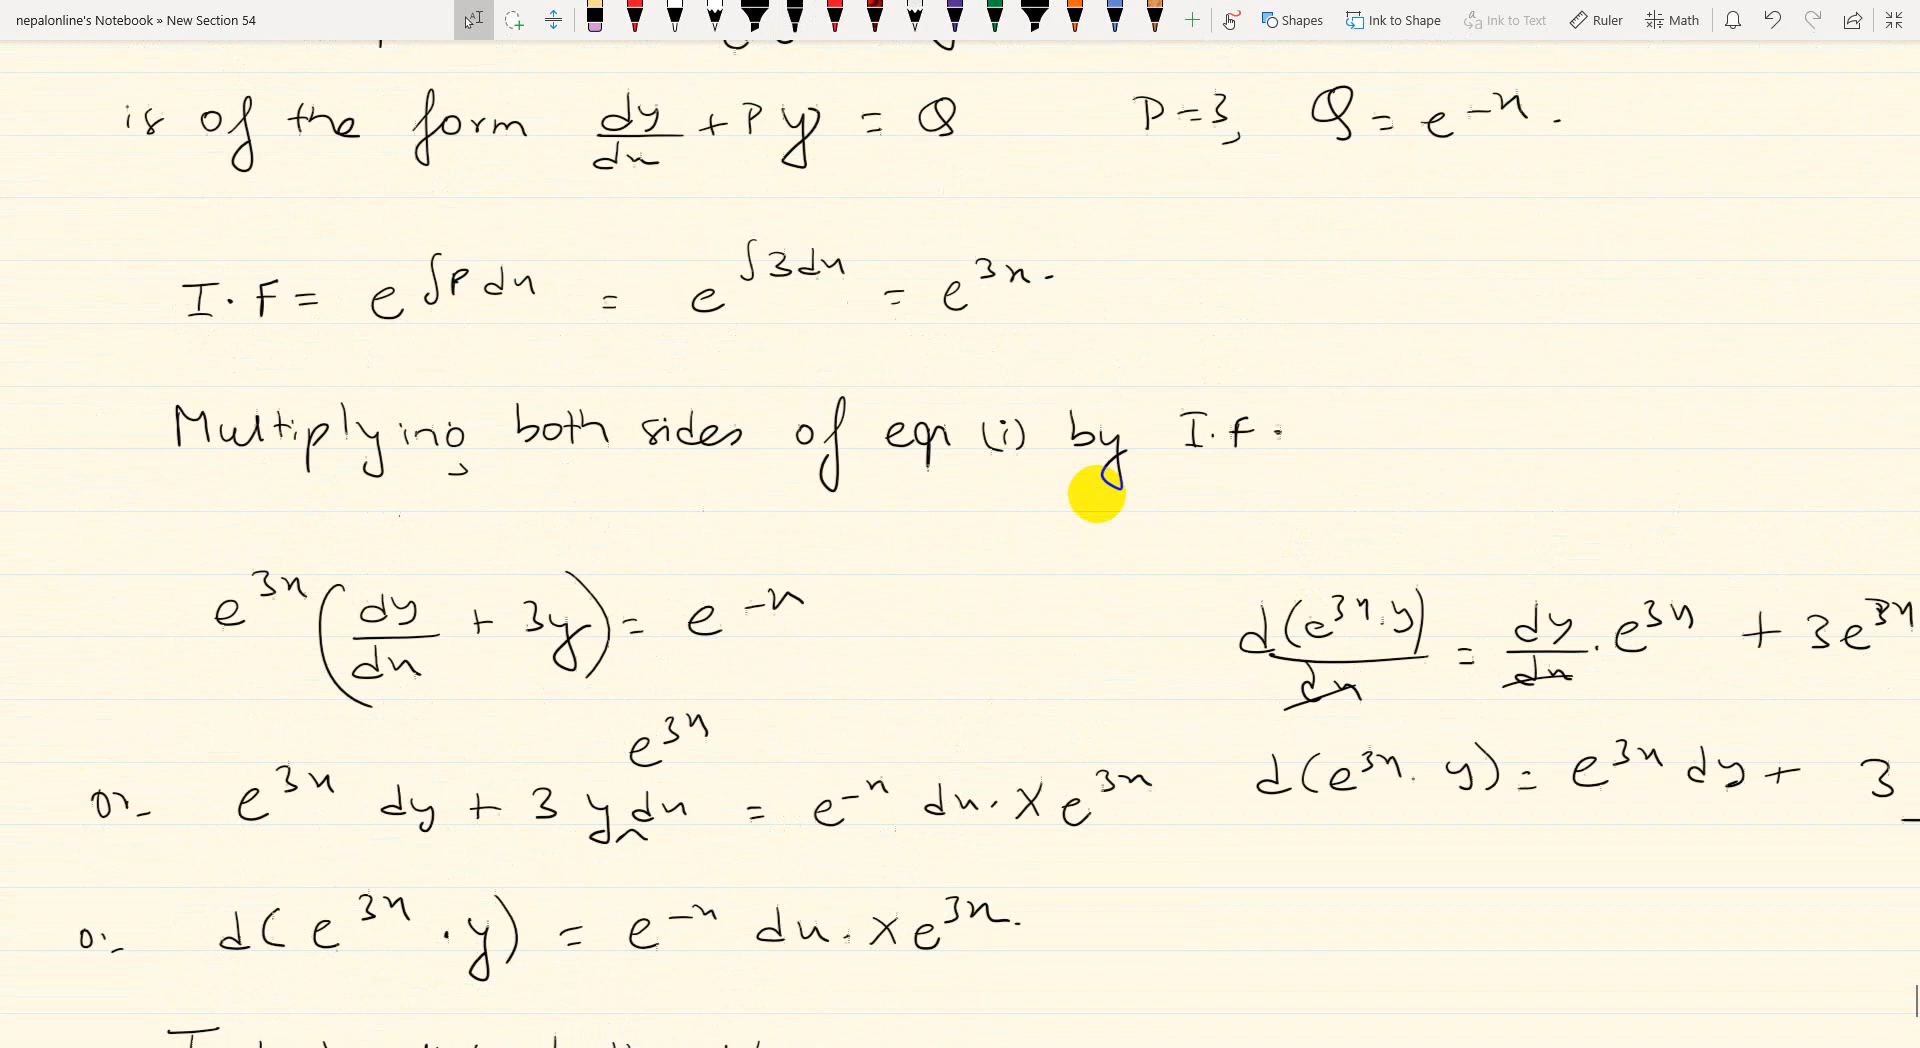 nepalonline's Notebook » New Section 54
Shapes Ink to Shape Ink to Text Ruler Math
is of the form dy/dx + Py = Q P=3, Q = e^-x.
I.F = e^∫P dx = e^∫3dx = e^3x.
Multiplying both sides of eqn (i) by I.F.
e^3x (dy/dx + 3y) = e^-x
d(e^3x.y)/dx = dy/dx . e^3x + 3e^3x
e^3x
or e^3x dy + 3 y dx = e^-x dx. x e^3x
d(e^3x. y) = e^3x dy + 3
or d(e^3x . y) = e^-x dx. x e^3x.